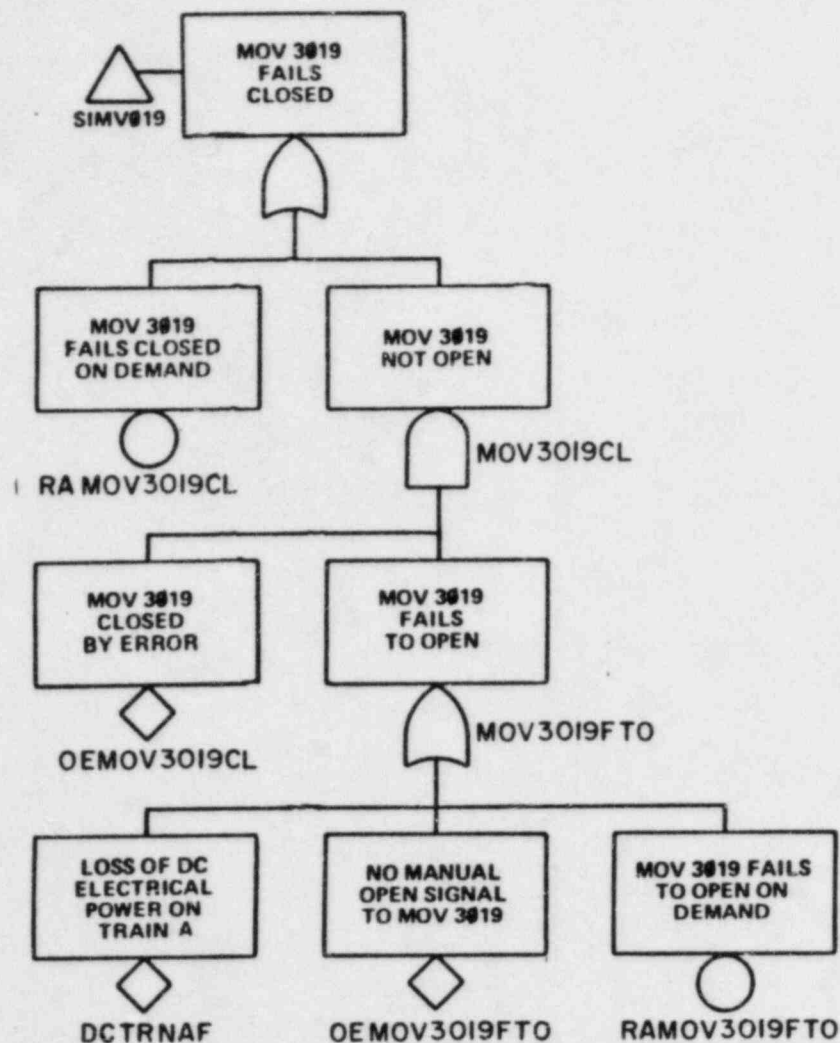 MOV 3019
FAILS
CLOSED
SIMV019
MOV 3019
FAILS CLOSED
ON DEMAND
MOV 3019
NOT OPEN
RA MOV3019CL
MOV3019CL
MOV 3019
CLOSED
BY ERROR
MOV 3019
FAILS
TO OPEN
OEMOV3019CL
MOV3019FTO
LOSS OF DC
ELECTRICAL
POWER ON
TRAIN A
NO MANUAL
OPEN SIGNAL
TO MOV 3019
MOV 3019 FAILS
TO OPEN ON
DEMAND
DCTRNAF
OEMOV3019FTO
RAMOV3019FTO